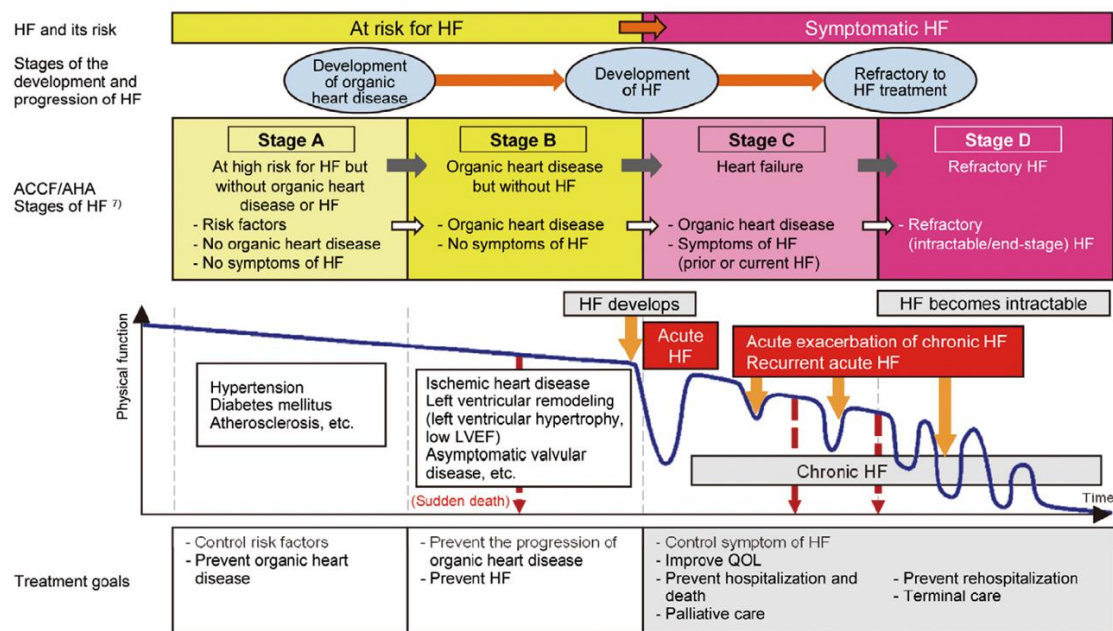 HF and its risk
At risk for HF
Symptomatic HF
Stages of the
development and
progression of HF
Development
of organic
heart disease
Development
of HF
Refractory to
HF treatment
ACCF/AHA
Stages of HF 7)
Stage A
At high risk for HF but
without organic heart
disease or HF
- Risk factors
- No organic heart disease
- No symptoms of HF
Stage B
Organic heart disease
but without HF
- Organic heart disease
- No symptoms of HF
Stage C
Heart failure
- Organic heart disease
- Symptoms of HF
(prior or current HF)
Stage D
Refractory HF
- Refractory
(intractable/end-stage) HF
Physical function
HF develops
HF becomes intractable
Acute
HF
Acute exacerbation of chronic HF
Recurrent acute HF
Hypertension
Diabetes mellitus
Atherosclerosis, etc.
Ischemic heart disease
Left ventricular remodeling
(left ventricular hypertrophy,
low LVEF)
Asymptomatic valvular
disease, etc.
(Sudden death)
Chronic HF
Time
Treatment goals
- Control risk factors
- Prevent organic heart
disease
- Prevent the progression of
organic heart disease
- Prevent HF
- Control symptom of HF
- Improve QOL
- Prevent hospitalization and
death
- Palliative care
- Prevent rehospitalization
- Terminal care